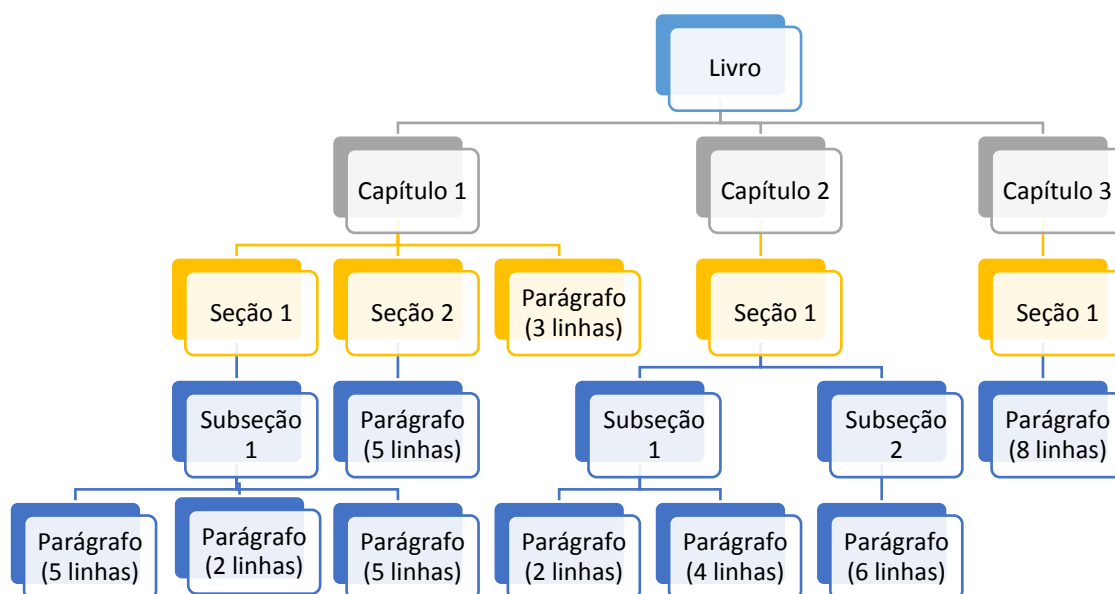 Livro
Capítulo 1
Capítulo 2
Capítulo 3
Seção 1
Seção 2
Parágrafo
(3 linhas)
Seção 1
Seção 1
Subseção
1
Parágrafo
(5 linhas)
Subseção
1
Subseção
2
Parágrafo
(8 linhas)
Parágrafo
(5 linhas)
Parágrafo
(2 linhas)
Parágrafo
(5 linhas)
Parágrafo
(2 linhas)
Parágrafo
(4 linhas)
Parágrafo
(6 linhas)